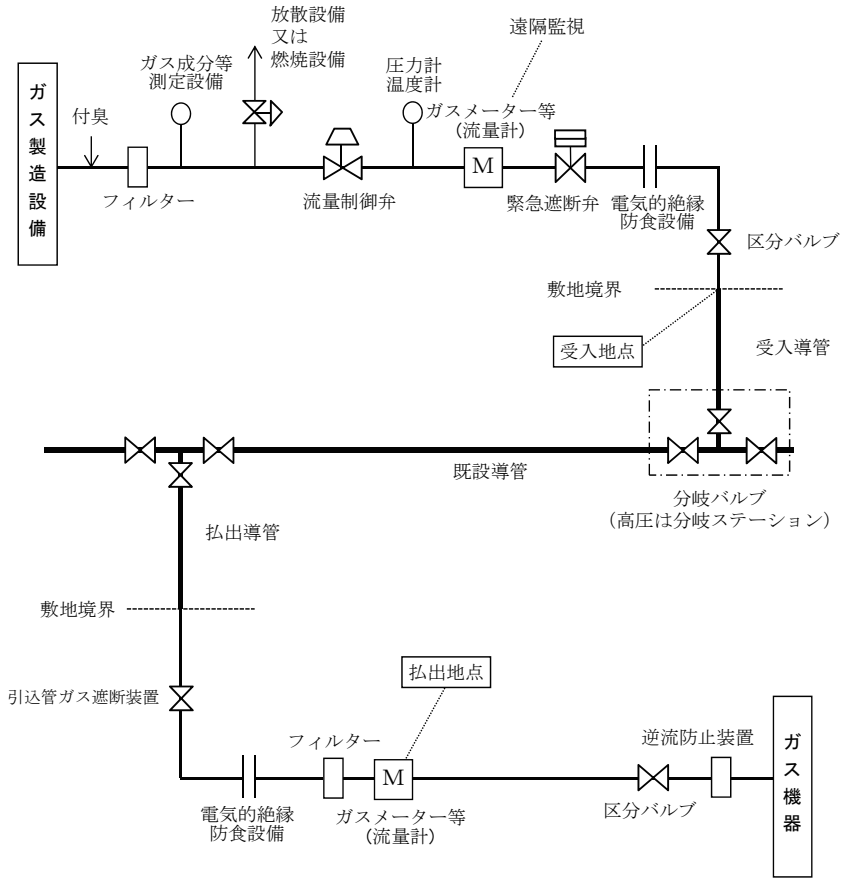 放散設備
又は
燃焼設備
遠隔監視
ガス成分等
測定設備
圧力計
温度計
ガス製造設備
付臭
ガスメーター等
(流量計)
M
フィルター
流量制御弁
緊急遮断弁
電気的絶縁
防食設備
区分バルブ
敷地境界
受入地点
受入導管
既設導管
分岐バルブ
(高圧は分岐ステーション)
払出導管
敷地境界
払出地点
引込管ガス遮断装置
フィルター
逆流防止装置
ガス機器
M
電気的絶縁
防食設備
ガスメーター等
(流量計)
区分バルブ